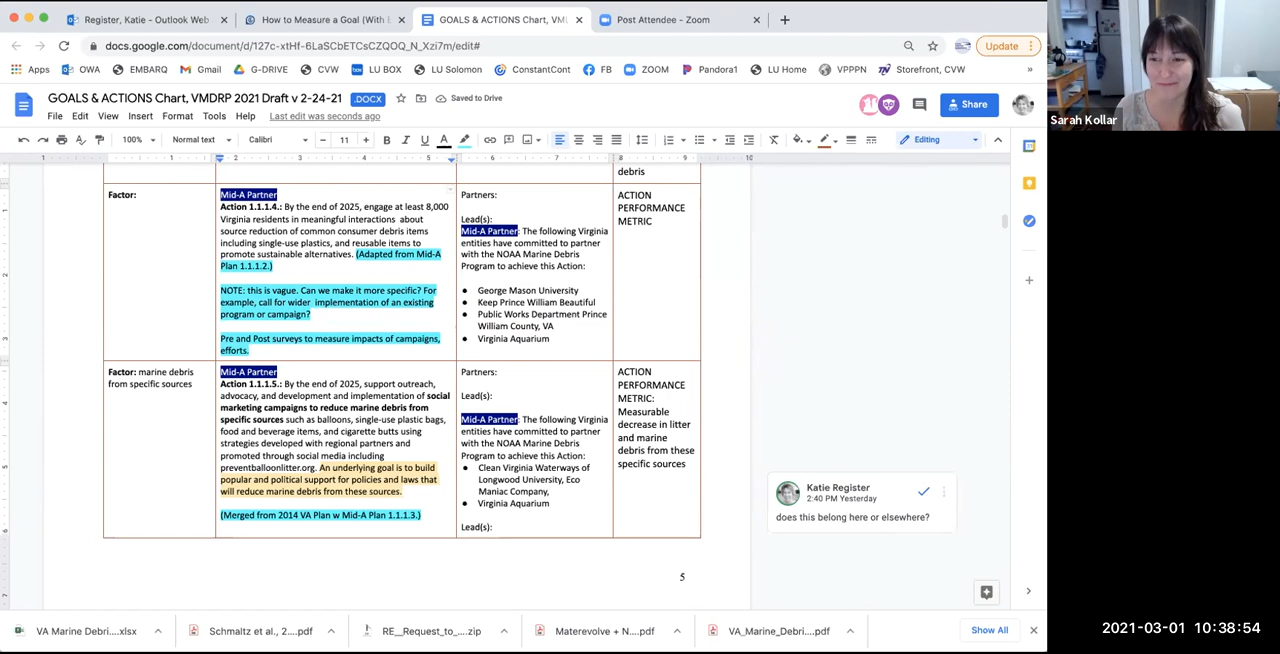 Register, Katie - Outlook Web
How to Measure a Goal (With E
GOALS & ACTIONS Chart, VM
Post Attendee - Zoom
docs.google.com/document/d/127c-xtHf-6LaSCbETCsCZQOQ_N_Xzi7m/edit#
Update
Apps
OWA
EMBARQ
Gmail
G-DRIVE
CVW
LU BOX
LU Solomon
ConstantCont
FB
ZOOM
Pandora1
LU Home
VPPPN
Storefront, CVW
»
GOALS & ACTIONS Chart, VMDRP 2021 Draft v 2-24-21
.DOCX
Saved to Drive
File Edit View Insert Format Tools Help
Last edit was seconds ago
Share
100%
Normal text
Calibri
11
B I U A
Editing
1 1 2 3 4 5 6 7 8 9 10
debris
Factor:
Mid-A Partner
Action 1.1.1.4.: By the end of 2025, engage at least 8,000
Virginia residents in meaningful interactions about
source reduction of common consumer debris items
including single-use plastics, and reusable items to
promote sustainable alternatives. (Adapted from Mid-A
Plan 1.1.1.2.)
NOTE: this is vague. Can we make it more specific? For
example, call for wider implementation of an existing
program or campaign?
Pre and Post surveys to measure impacts of campaigns,
efforts.
Partners:
Lead(s):
Mid-A Partner: The following Virginia
entities have committed to partner
with the NOAA Marine Debris
Program to achieve this Action:
● George Mason University
● Keep Prince William Beautiful
● Public Works Department Prince
William County, VA
● Virginia Aquarium
ACTION
PERFORMANCE
METRIC
Factor: marine debris
from specific sources
Mid-A Partner
Action 1.1.1.5.: By the end of 2025, support outreach,
advocacy, and development and implementation of social
marketing campaigns to reduce marine debris from
specific sources such as balloons, single-use plastic bags,
food and beverage items, and cigarette butts using
strategies developed with regional partners and
promoted through social media including
preventballoonlitter.org. An underlying goal is to build
popular and political support for policies and laws that
will reduce marine debris from these sources.
(Merged from 2014 VA Plan w Mid-A Plan 1.1.1.3.)
Partners:
Lead(s):
Mid-A Partner: The following Virginia
entities have committed to partner
with the NOAA Marine Debris
Program to achieve this Action:
● Clean Virginia Waterways of
Longwood University, Eco
Maniac Company,
● Virginia Aquarium
Lead(s):
ACTION
PERFORMANCE
METRIC:
Measurable
decrease in litter
and marine
debris from these
specific sources
5
Katie Register
2:40 PM Yesterday
does this belong here or elsewhere?
VA Marine Debri....xlsx
Schmaltz et al., 2....pdf
RE__Request_to_....zip
Materevolve + N....pdf
VA_Marine_Debri....pdf
Show All
Sarah Kollar
2021-03-01 10:38:54